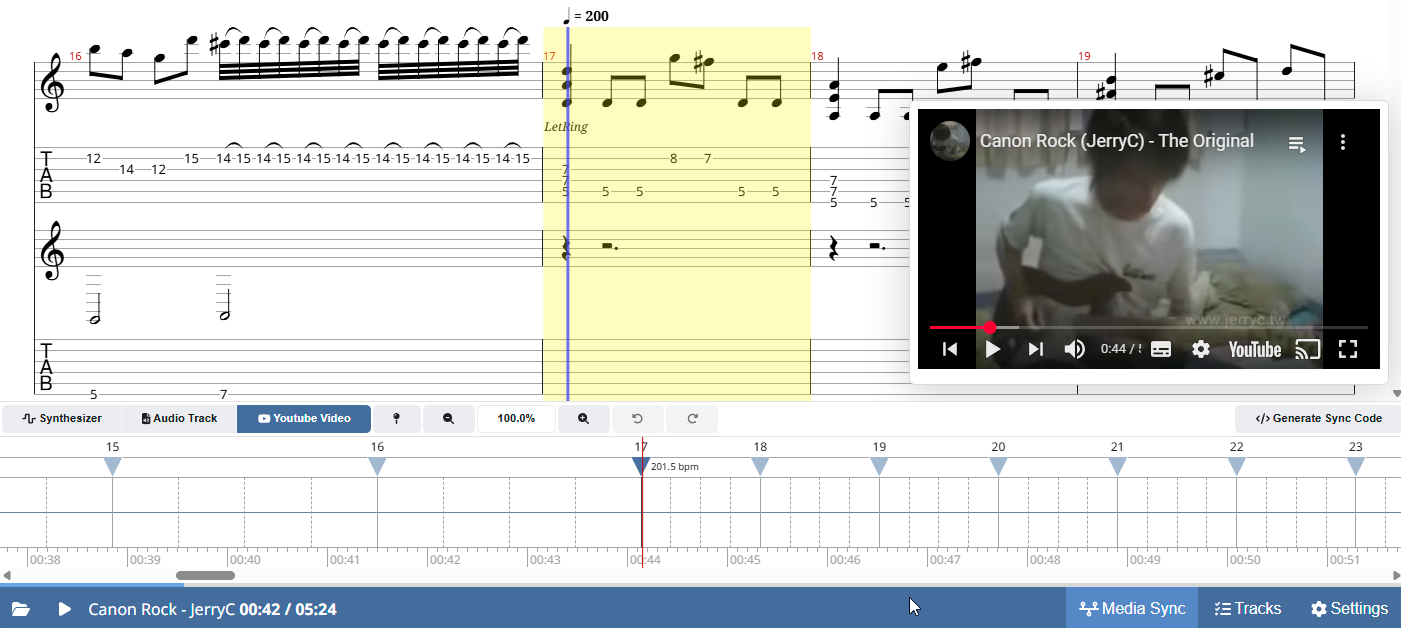 = 200
16
17
18
19
LetRing
T A B
12 14 12 15 14 15 14 15 14 15 14 15 14 15 14 15 14 15 14 15
7 7 5 5 5 8 7 5 5
7 7 5 5 5
T A B
5 7
Canon Rock (JerryC) - The Original
www.jerryc.tw
0:44 /
YouTube
Synthesizer
Audio Track
Youtube Video
100.0%
</> Generate Sync Code
15 16 17 18 19 20 21 22 23
201.5 bpm
00:38 00:39 00:40 00:41 00:42 00:43 00:44 00:45 00:46 00:47 00:48 00:49 00:50 00:51
Canon Rock - JerryC 00:42 / 05:24
Media Sync
Tracks
Settings